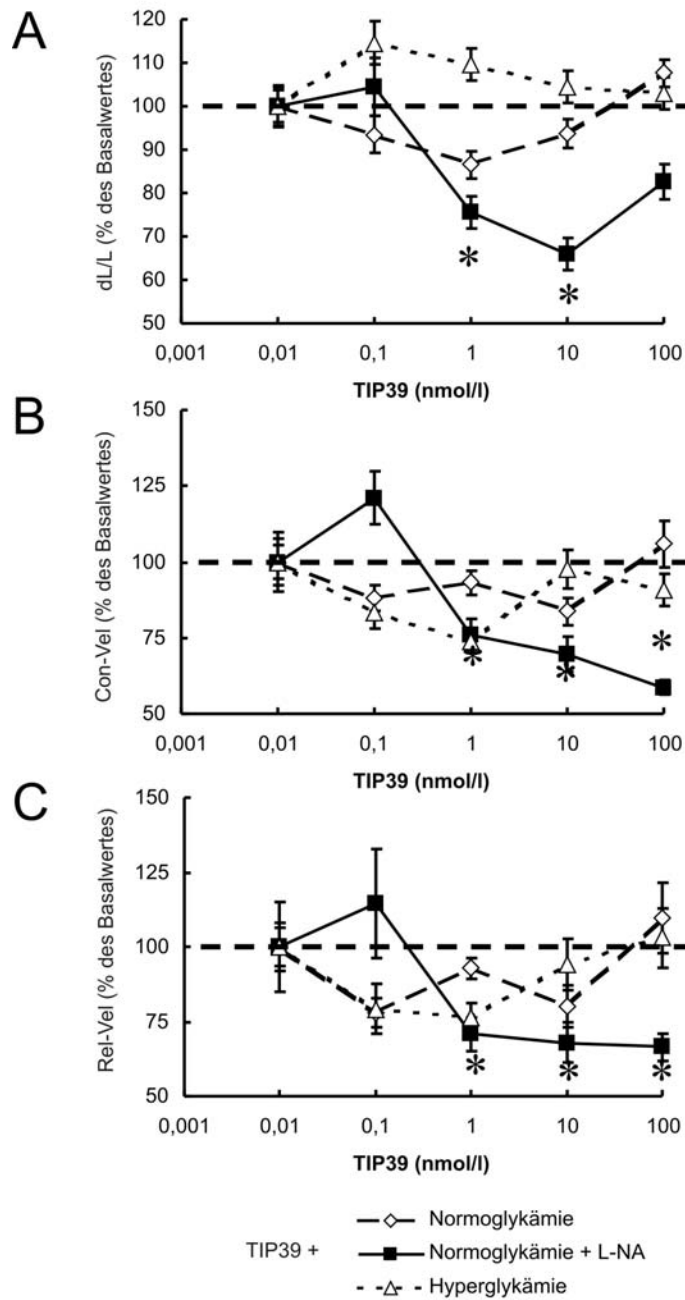 A
dL/L (% des Basalwertes)
120
110
100
90
80
70
60
50
0,001 0,01 0,1 1 10 100
TIP39 (nmol/l)
* *
B
Con-Vel (% des Basalwertes)
150
125
100
75
50
0,001 0,01 0,1 1 10 100
TIP39 (nmol/l)
* * *
C
Rel-Vel (% des Basalwertes)
150
125
100
75
50
0,001 0,01 0,1 1 10 100
TIP39 (nmol/l)
* * *
TIP39 +
Normoglykämie
Normoglykämie + L-NA
Hyperglykämie